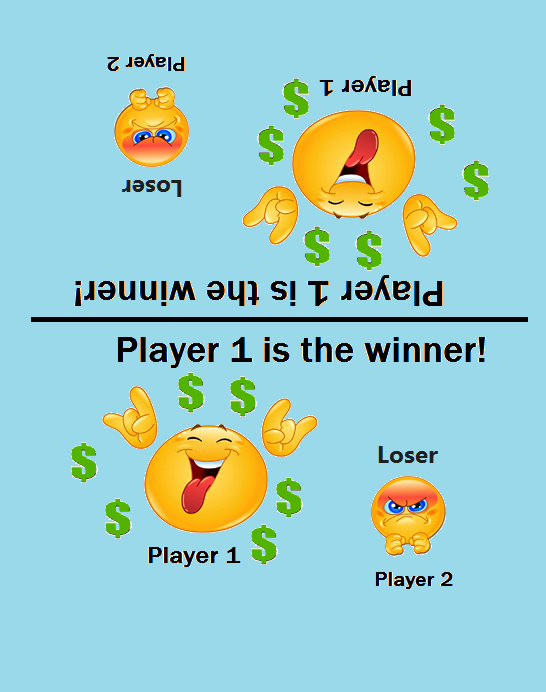 Player 2
Player 1
Loser
Player 1 is the winner!
Player 1 is the winner!
$ $
$
$
$
$
Loser
Player 1
Player 2